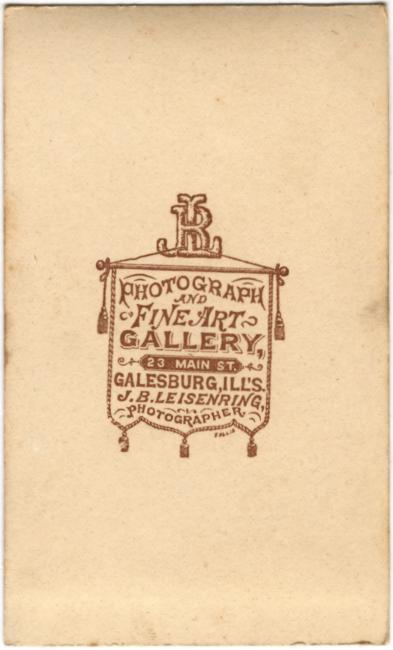 JBL
PHOTOGRAPH
AND
FINE ART
GALLERY,
23 MAIN ST.
GALESBURG, ILL'S.
J. B. LEISENRING,
PHOTOGRAPHER